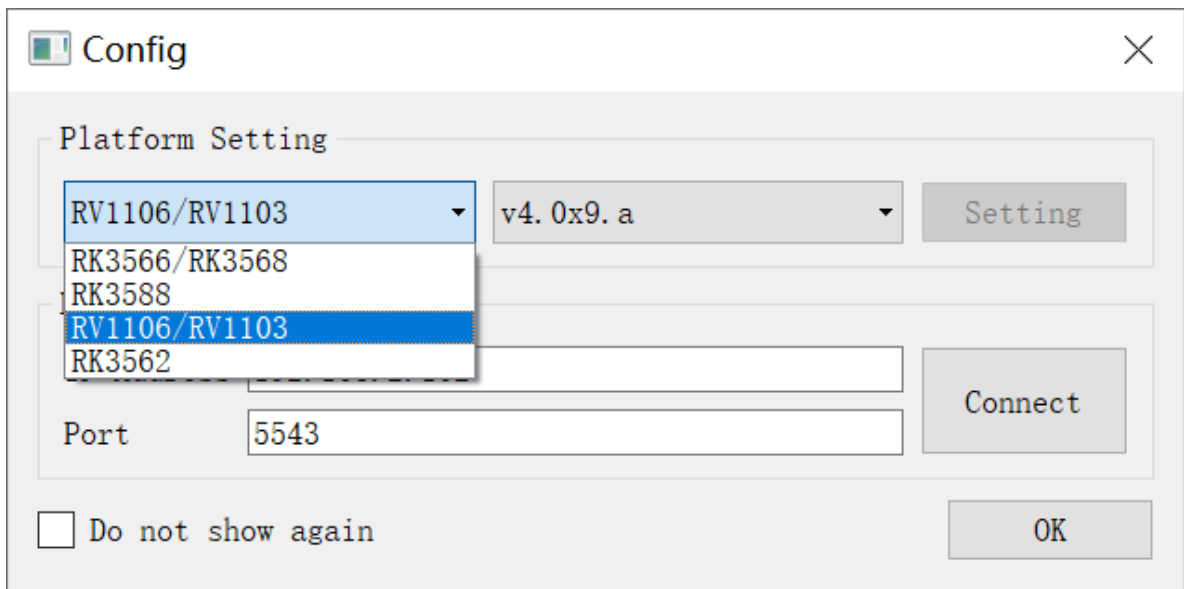 Config
Platform Setting
RV1106/RV1103 v4.0x9.a Setting
RK3566/RK3568
RK3588
RV1106/RV1103
RK3562
Connect
Port 5543
Do not show again OK